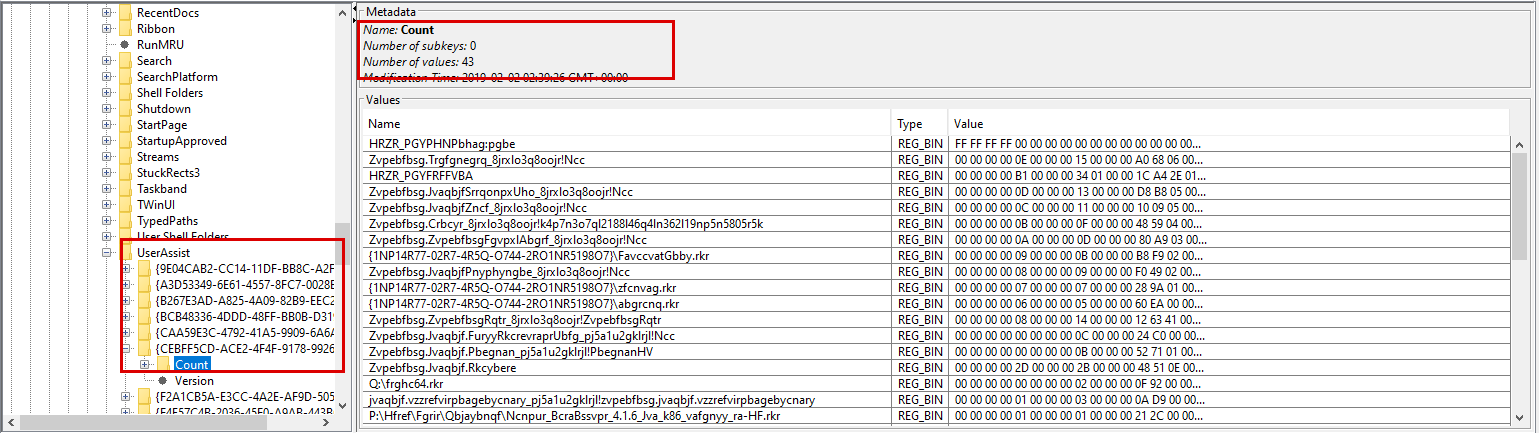 RecentDocs
Ribbon
RunMRU
Search
SearchPlatform
Shell Folders
Shutdown
StartPage
StartupApproved
Streams
StuckRects3
Taskband
TWinUI
TypedPaths
User Shell Folders
UserAssist
{9E04CAB2-CC14-11DF-BB8C-A2F
{A3D53349-6E61-4557-8FC7-0028E
{B267E3AD-A825-4A09-82B9-EEC2
{BCB48336-4DDD-48FF-BB0B-D319
{CAA59E3C-4792-41A5-9909-6A6A
{CEBFF5CD-ACE2-4F4F-9178-9926
Count
Version
{F2A1CB5A-E3CC-4A2E-AF9D-505
{F4E57C4B-2036-45F0-A9AB-443B
Metadata
Name: Count
Number of subkeys: 0
Number of values: 43
Modification Time: 2019-02-02 02:39:26 GMT+00:00
Values
Name Type Value
HRZR_PGYPHNPbhag:pgbe REG_BIN FF FF FF FF 00 00 00 00 00 00 00 00 00 00 00 00...
Zvpebfbsg.Trgfgnegrq_8jrxlo3q8oojr!Ncc REG_BIN 00 00 00 00 0E 00 00 00 15 00 00 00 A0 68 06 00...
HRZR_PGYFRFFVBA REG_BIN 00 00 00 00 B1 00 00 00 34 01 00 00 1C A4 2E 01...
Zvpebfbsg.JvaqbjfSrrqonpxUho_8jrxlo3q8oojr!Ncc REG_BIN 00 00 00 00 0D 00 00 00 13 00 00 00 D8 B8 05 00...
Zvpebfbsg.JvaqbjfZncf_8jrxlo3q8oojr!Ncc REG_BIN 00 00 00 00 0C 00 00 00 11 00 00 00 10 09 05 00...
Zvpebfbsg.Crbcyr_8jrxlo3q8oojr!k4p7n3o7ql2188l46q4ln362l19np5n5805r5k REG_BIN 00 00 00 00 0B 00 00 00 0F 00 00 00 48 59 04 00...
Zvpebfbsg.ZvpebfbsgFgvpxlAbgrf_8jrxlo3q8oojr!Ncc REG_BIN 00 00 00 00 0A 00 00 00 0D 00 00 00 80 A9 03 00...
{1NP14R77-02R7-4R5Q-O744-2RO1NR5198O7}\FavccvatGbby.rkr REG_BIN 00 00 00 00 09 00 00 00 0B 00 00 00 B8 F9 02 00...
Zvpebfbsg.JvaqbjfPnyphyngbe_8jrxlo3q8oojr!Ncc REG_BIN 00 00 00 00 08 00 00 00 09 00 00 00 F0 49 02 00...
{1NP14R77-02R7-4R5Q-O744-2RO1NR5198O7}\zfcnvag.rkr REG_BIN 00 00 00 00 07 00 00 00 07 00 00 00 28 9A 01 00...
{1NP14R77-02R7-4R5Q-O744-2RO1NR5198O7}\abgrcnq.rkr REG_BIN 00 00 00 00 06 00 00 00 05 00 00 00 60 EA 00 00...
Zvpebfbsg.ZvpebfbsgRqtr_8jrxlo3q8oojr!ZvpebfbsgRqtr REG_BIN 00 00 00 00 08 00 00 00 14 00 00 00 12 63 41 00...
Zvpebfbsg.Jvaqbjf.FuryyRkcrevraprUbfg_pj5a1u2gklrjl!Ncc REG_BIN 00 00 00 00 00 00 00 00 0C 00 00 00 24 C0 00 00...
Zvpebfbsg.Jvaqbjf.Pbegnan_pj5a1u2gklrjl!PbegnanHV REG_BIN 00 00 00 00 00 00 00 00 0B 00 00 00 52 71 01 00...
Zvpebfbsg.Jvaqbjf.Rkcybere REG_BIN 00 00 00 00 2D 00 00 00 2B 00 00 00 48 51 0E 00...
Q:\frghc64.rkr REG_BIN 00 00 00 00 00 00 00 00 02 00 00 00 0F 92 00 00...
jvaqbjf.vzzrefvirpbagebycnary_pj5a1u2gklrjl!zvpebfbsg.jvaqbjf.vzzrefvirpbagebycnary REG_BIN 00 00 00 00 01 00 00 00 03 00 00 00 0A D9 00 00...
P:\Hfref\Fgrir\Qbjaybnqf\Ncnpur_BcraBssvpr_4.1.6_Jva_k86_vafgnyy_ra-HF.rkr REG_BIN 00 00 00 00 01 00 00 00 01 00 00 00 21 2C 00 00...